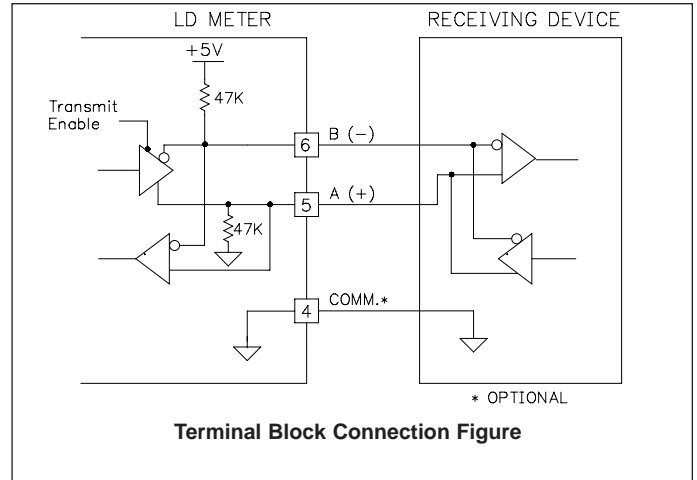 LD METER
RECEIVING DEVICE
+5V
47K
Transmit
Enable
6
B (-)
5
A (+)
47K
4
COMM.*
* OPTIONAL
Terminal Block Connection Figure